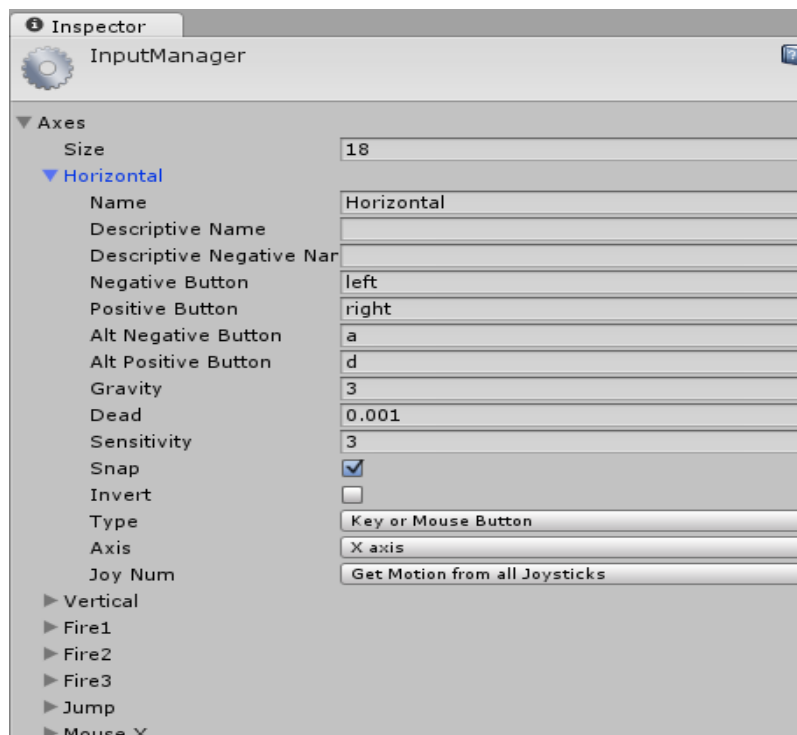 Inspector
InputManager
Axes
Size 18
Horizontal
Name Horizontal
Descriptive Name
Descriptive Negative Nar
Negative Button left
Positive Button right
Alt Negative Button a
Alt Positive Button d
Gravity 3
Dead 0.001
Sensitivity 3
Snap
Invert
Type Key or Mouse Button
Axis X axis
Joy Num Get Motion from all Joysticks
Vertical
Fire1
Fire2
Fire3
Jump
Mouse X